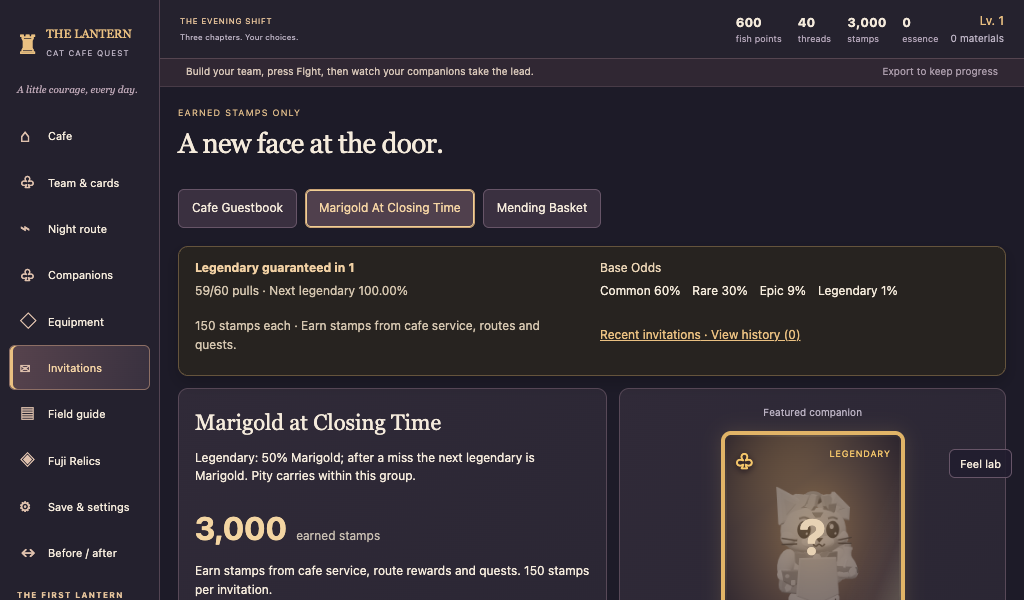 THE LANTERN
CAT CAFE QUEST
A little courage, every day.
Cafe
Team & cards
Night route
Companions
Equipment
Invitations
Field guide
Fuji Relics
Save & settings
Before / after
THE FIRST LANTERN
THE EVENING SHIFT
Three chapters. Your choices.
600
fish points
40
threads
3,000
stamps
0
essence
Lv. 1
0 materials
Build your team, press Fight, then watch your companions take the lead.
Export to keep progress
EARNED STAMPS ONLY
A new face at the door.
Cafe Guestbook
Marigold At Closing Time
Mending Basket
Legendary guaranteed in 1
59/60 pulls · Next legendary 100.00%
150 stamps each · Earn stamps from cafe service, routes and
quests.
Base Odds
Common 60% Rare 30% Epic 9% Legendary 1%
Recent invitations · View history (0)
Marigold at Closing Time
Legendary: 50% Marigold; after a miss the next legendary is
Marigold. Pity carries within this group.
3,000 earned stamps
Earn stamps from cafe service, route rewards and quests. 150 stamps
per invitation.
Featured companion
LEGENDARY
?
Feel lab